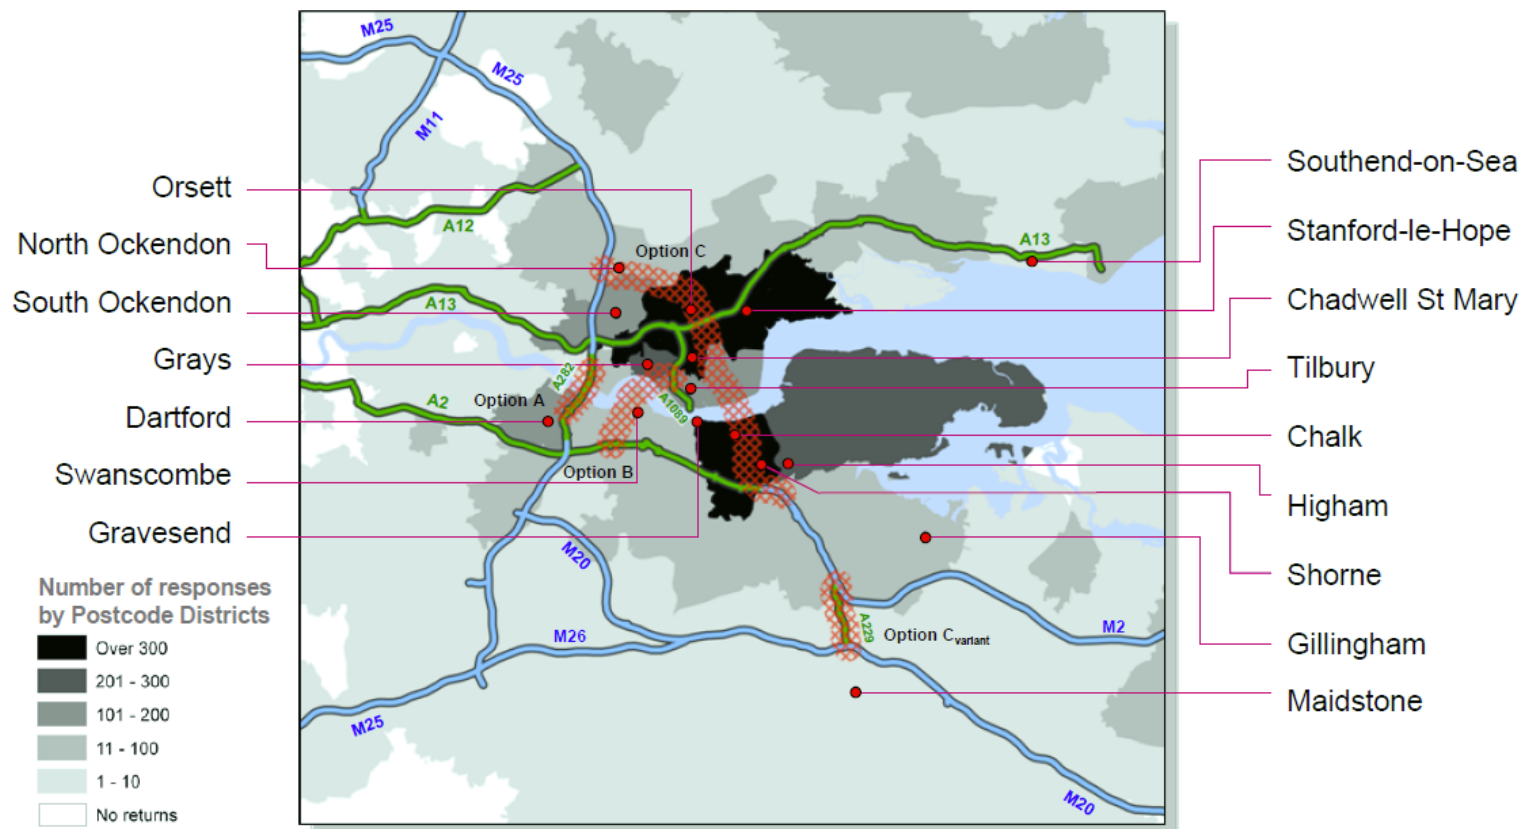 Orsett
North Ockendon
South Ockendon
Grays
Dartford
Swanscombe
Gravesend
Number of responses
by Postcode Districts
Over 300
201 - 300
101 - 200
11 - 100
1 - 10
No returns
M25
M25
M11
A12
A13
Option C
A13
A282
Option A
A2
A1089
Option B
M20
M26
M25
A229
Option Cvariant
M2
M20
Southend-on-Sea
Stanford-le-Hope
Chadwell St Mary
Tilbury
Chalk
Higham
Shorne
Gillingham
Maidstone